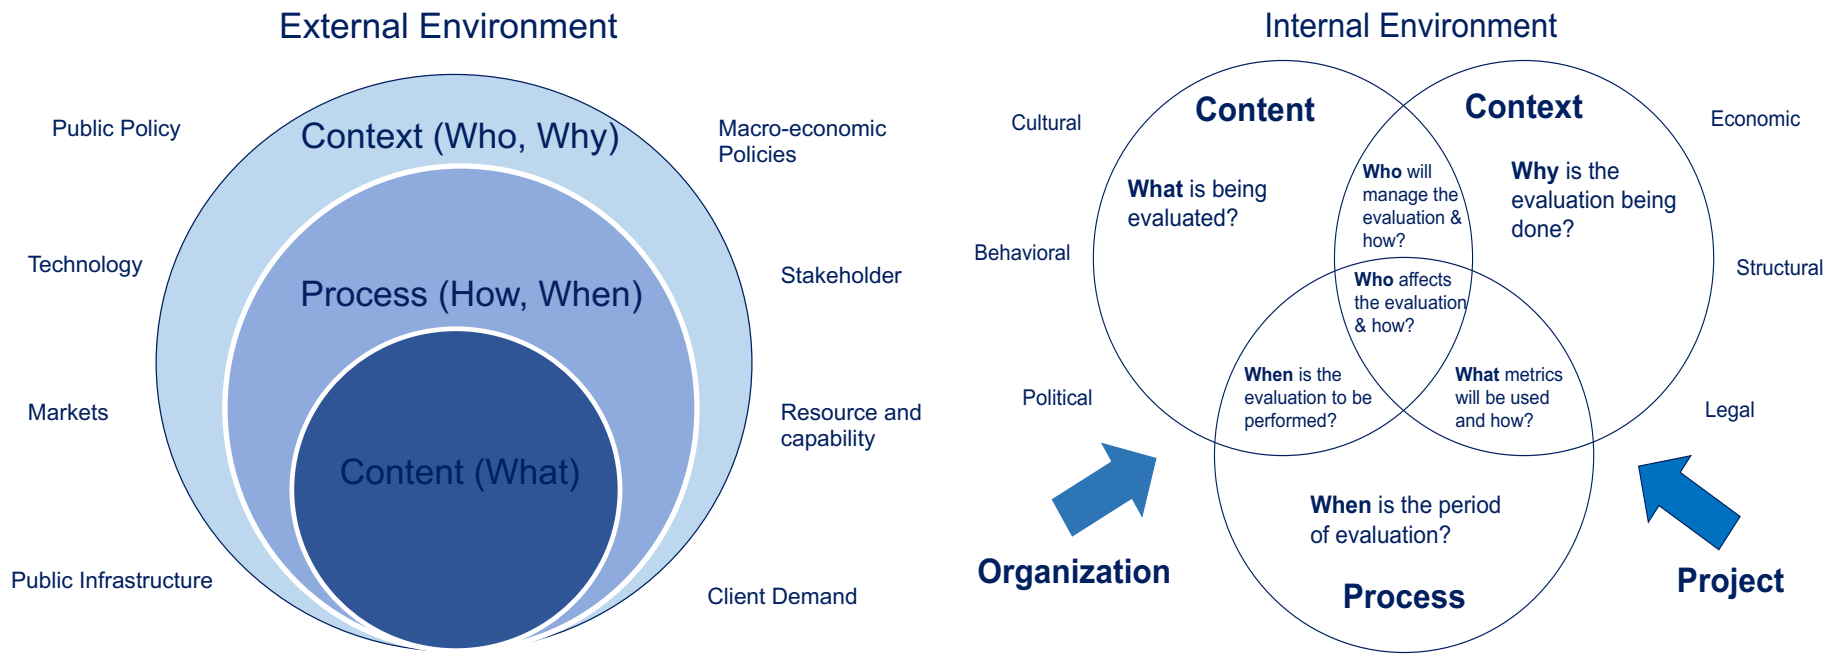 External Environment
Public Policy
Context (Who, Why)
Macro-economic
Policies
Technology
Process (How, When)
Stakeholder
Markets
Resource and
capability
Content (What)
Public Infrastructure
Client Demand
Internal Environment
Content
Context
Cultural
Economic
What is being
evaluated?
Who will
manage the
evaluation &
how?
Why is the
evaluation being
done?
Behavioral
Structural
Who affects
the evaluation
& how?
Political
When is the
evaluation to be
performed?
What metrics
will be used
and how?
Legal
When is the period
of evaluation?
Organization
Process
Project